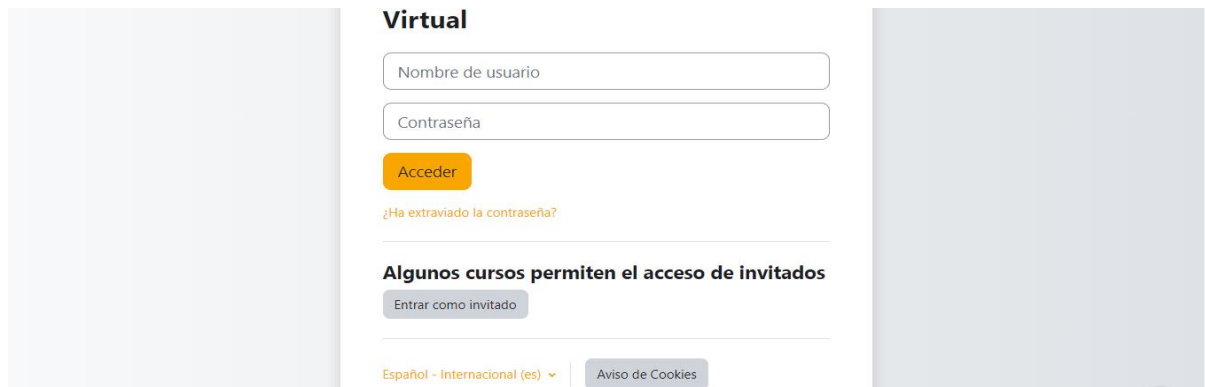 Virtual
Nombre de usuario
Contraseña
Acceder
¿Ha extraviado la contraseña?
Algunos cursos permiten el acceso de invitados
Entrar como invitado
Español - Internacional (es)
Aviso de Cookies